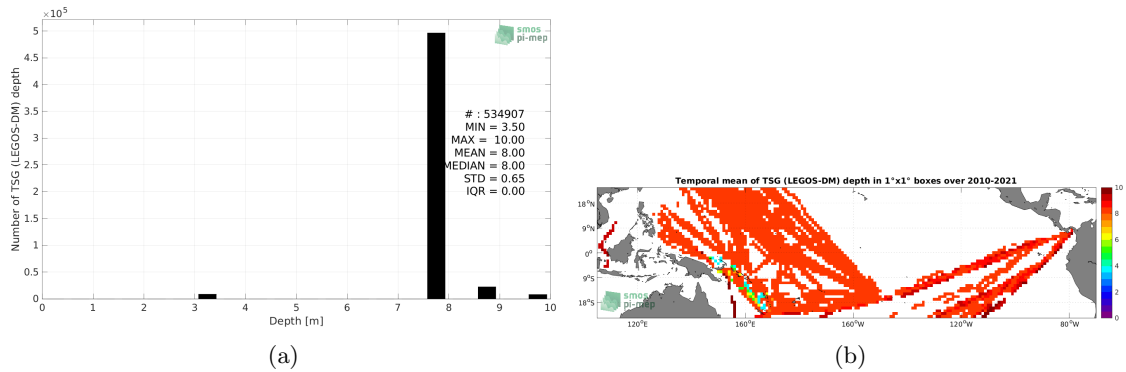 ×10⁵
smos
pi-mep
5
4.5
4
3.5
3
2.5
2
1.5
1
0.5
0
Number of TSG (LEGOS-DM) depth
# : 534907
MIN = 3.50
MAX = 10.00
MEAN = 8.00
MEDIAN = 8.00
STD = 0.65
IQR = 0.00
0 1 2 3 4 5 6 7 8 9 10
Depth [m]
(a)
Temporal mean of TSG (LEGOS-DM) depth in 1°x1° boxes over 2010-2021
18°N
9°N
0°
9°S
18°S
smos
pi-mep
120°E 160°E 160°W 120°W 80°W
10
8
6
4
2
0
(b)